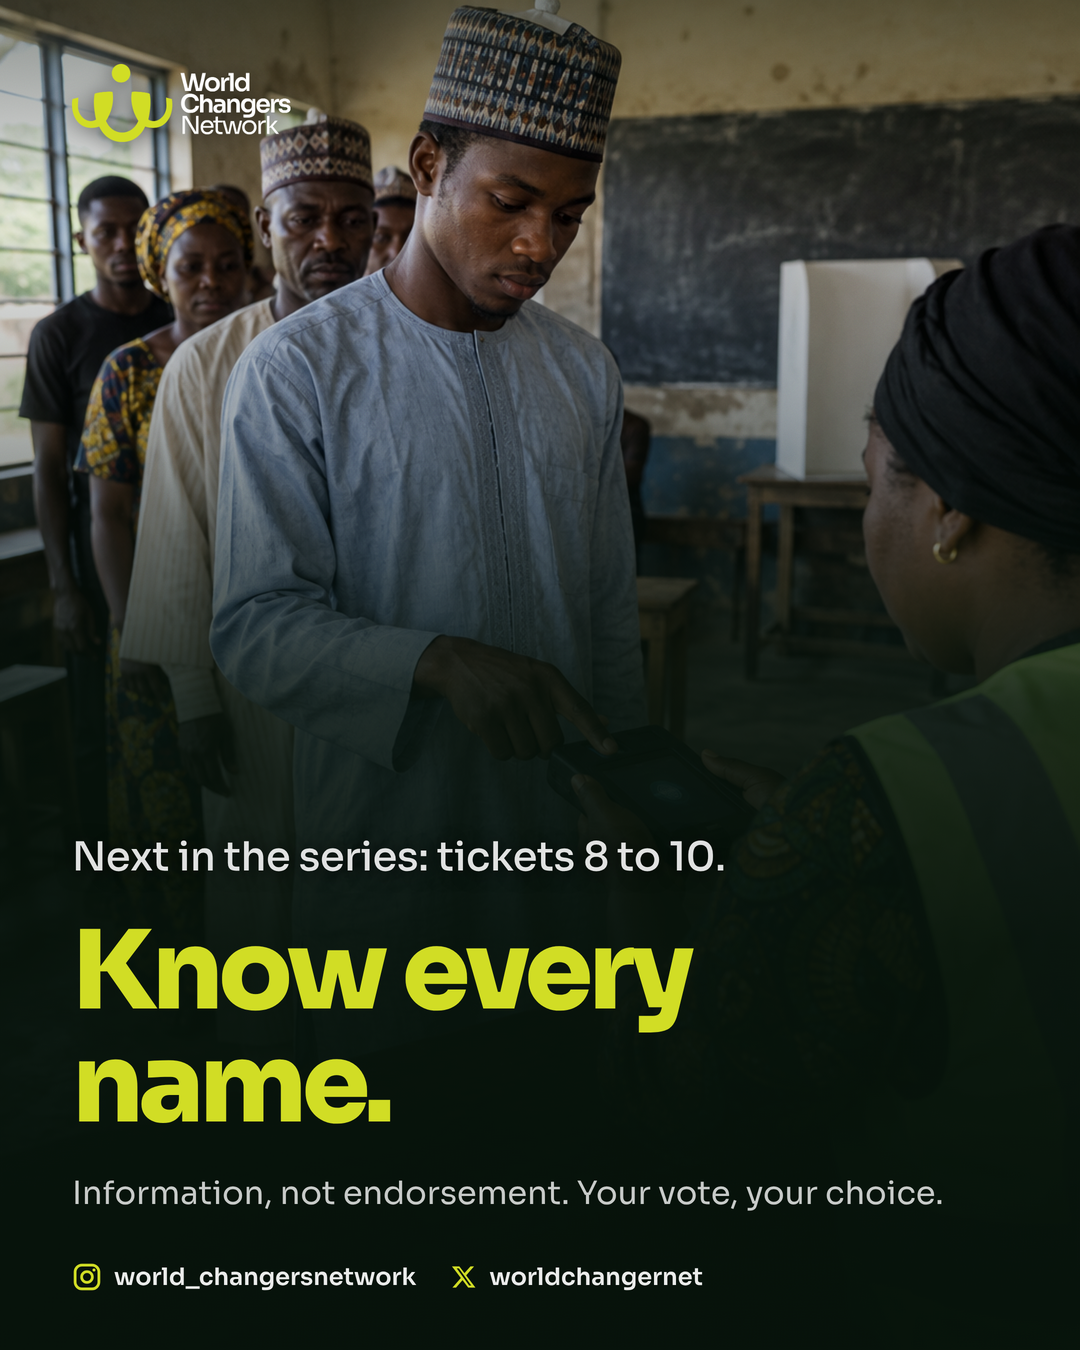 World
Changers
Network
Next in the series: tickets 8 to 10.
Know every
name.
Information, not endorsement. Your vote, your choice.
world_changersnetwork worldchangernet